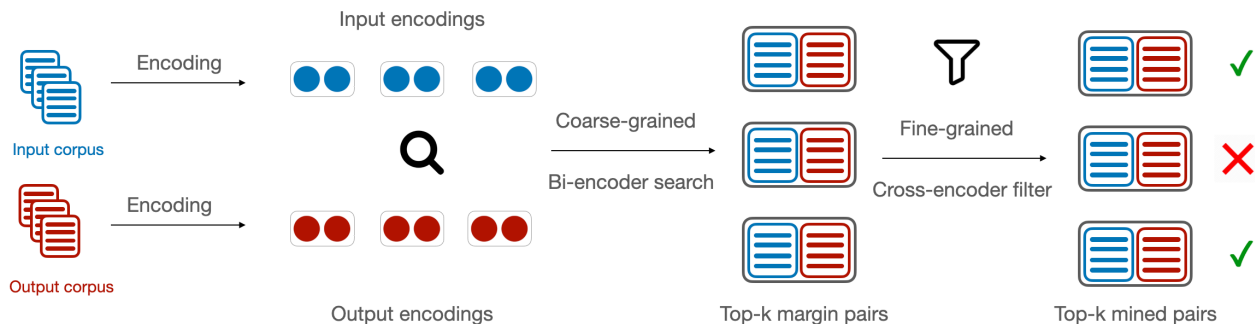 Input encodings
Encoding
Input corpus
Coarse-grained
Bi-encoder search
Fine-grained
Cross-encoder filter
Encoding
Output corpus
Output encodings
Top-k margin pairs
Top-k mined pairs